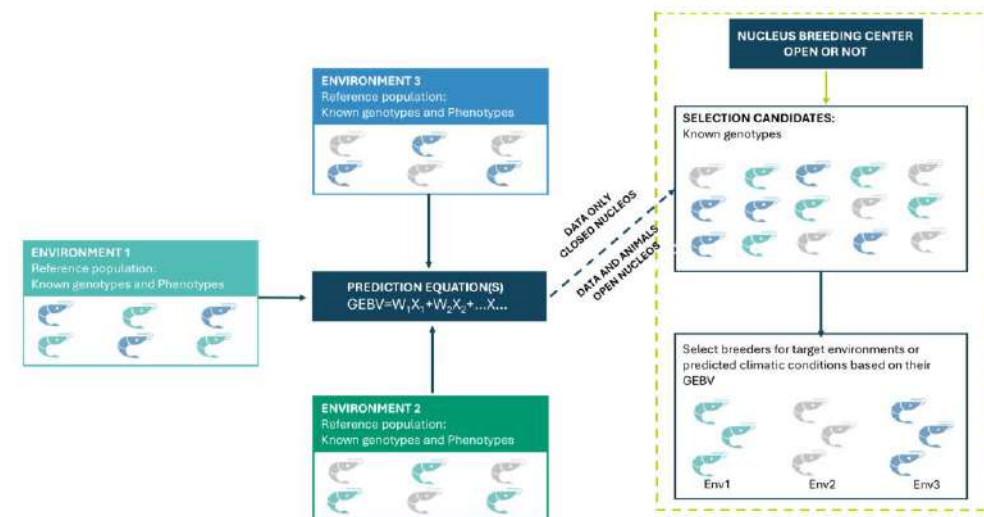 NUCLEUS BREEDING CENTER
OPEN OR NOT
ENVIRONMENT 3
Reference population:
Known genotypes and Phenotypes
SELECTION CANDIDATES:
Known genotypes
DATA ONLY
CLOSED NUCLEOS
DATA AND ANIMALS
OPEN NUCLEOS
ENVIRONMENT 1
Reference population:
Known genotypes and Phenotypes
PREDICTION EQUATION(S)
GEBV=W₁X₁+W₂X₂+...X...
Select breeders for target environments or
predicted climatic conditions based on their
GEBV
ENVIRONMENT 2
Reference population:
Known genotypes and Phenotypes
Env1 Env2 Env3